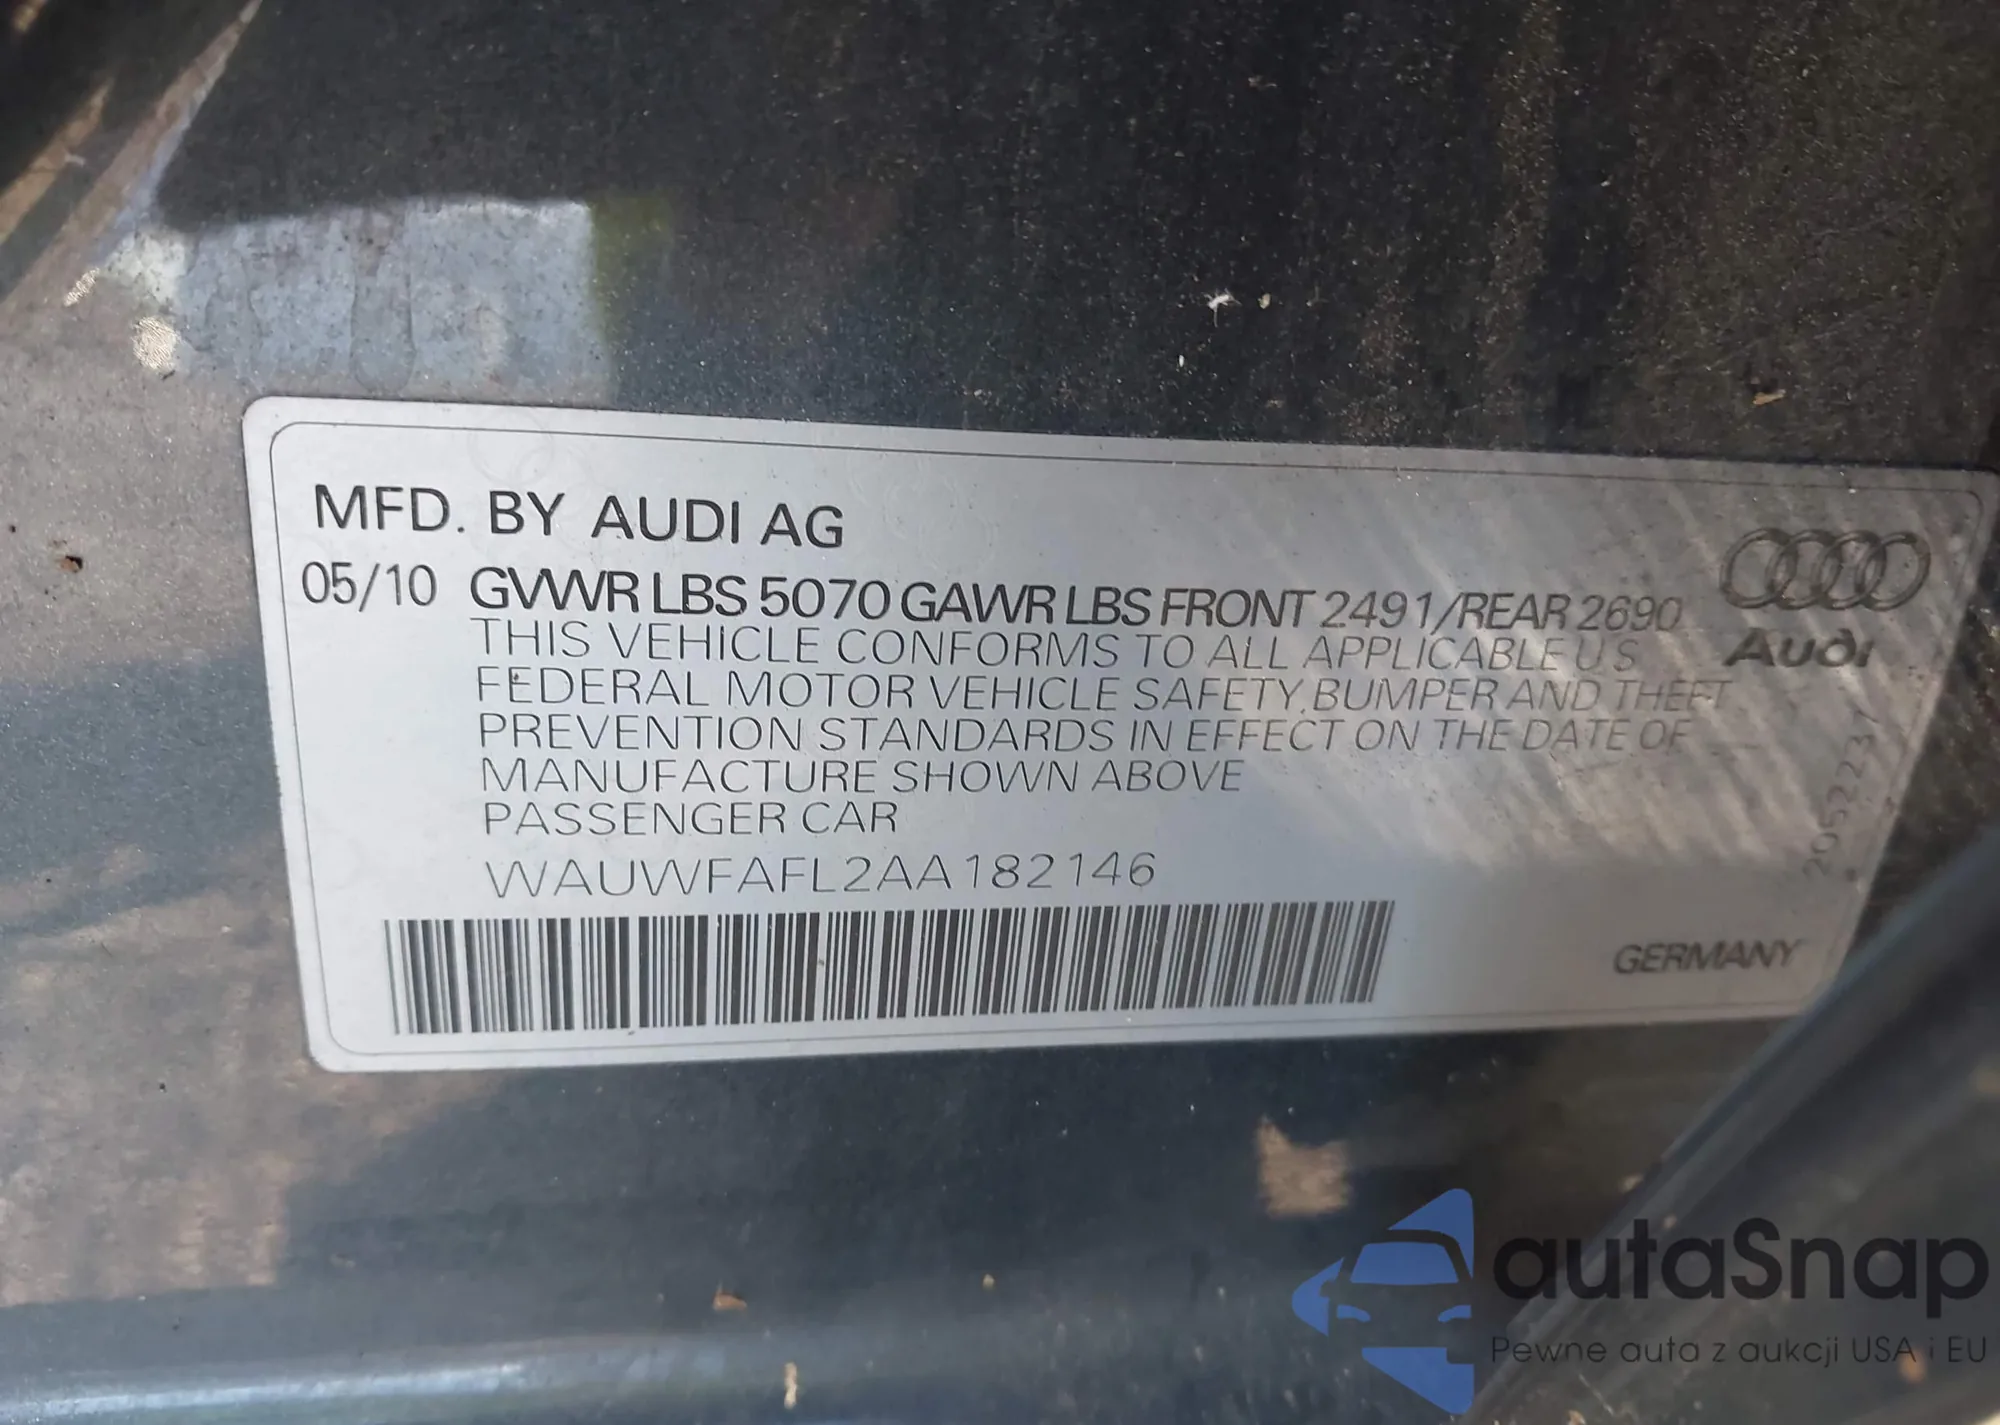 MFD. BY AUDI AG
05/10 GVWR LBS 5070 GAWR LBS FRONT 2491/REAR 2690
THIS VEHICLE CONFORMS TO ALL APPLICABLE U S
FEDERAL MOTOR VEHICLE SAFETY, BUMPER AND THEFT
PREVENTION STANDARDS IN EFFECT ON THE DATE OF
MANUFACTURE SHOWN ABOVE
PASSENGER CAR
WAUWFAFL2AA182146
Audi
2052237
GERMANY
autaSnap
Pewne auta z aukcji USA i EU